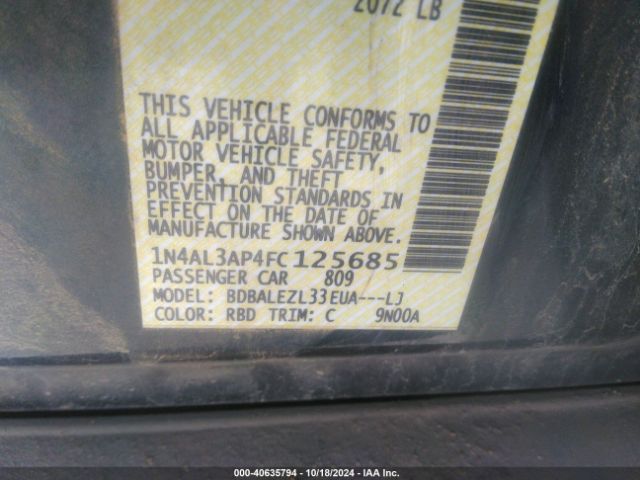 2072 LB
THIS VEHICLE CONFORMS TO
ALL APPLICABLE FEDERAL
MOTOR VEHICLE SAFETY,
BUMPER, AND THEFT
PREVENTION STANDARDS IN
EFFECT ON THE DATE OF
MANUFACTURE SHOWN ABOVE.
1N4AL3AP4FC125685
PASSENGER CAR 809
MODEL: BDBALEZL33EUA---LJ
COLOR: RBD TRIM: C 9N00A
000-40635794 - 10/18/2024 - IAA Inc.